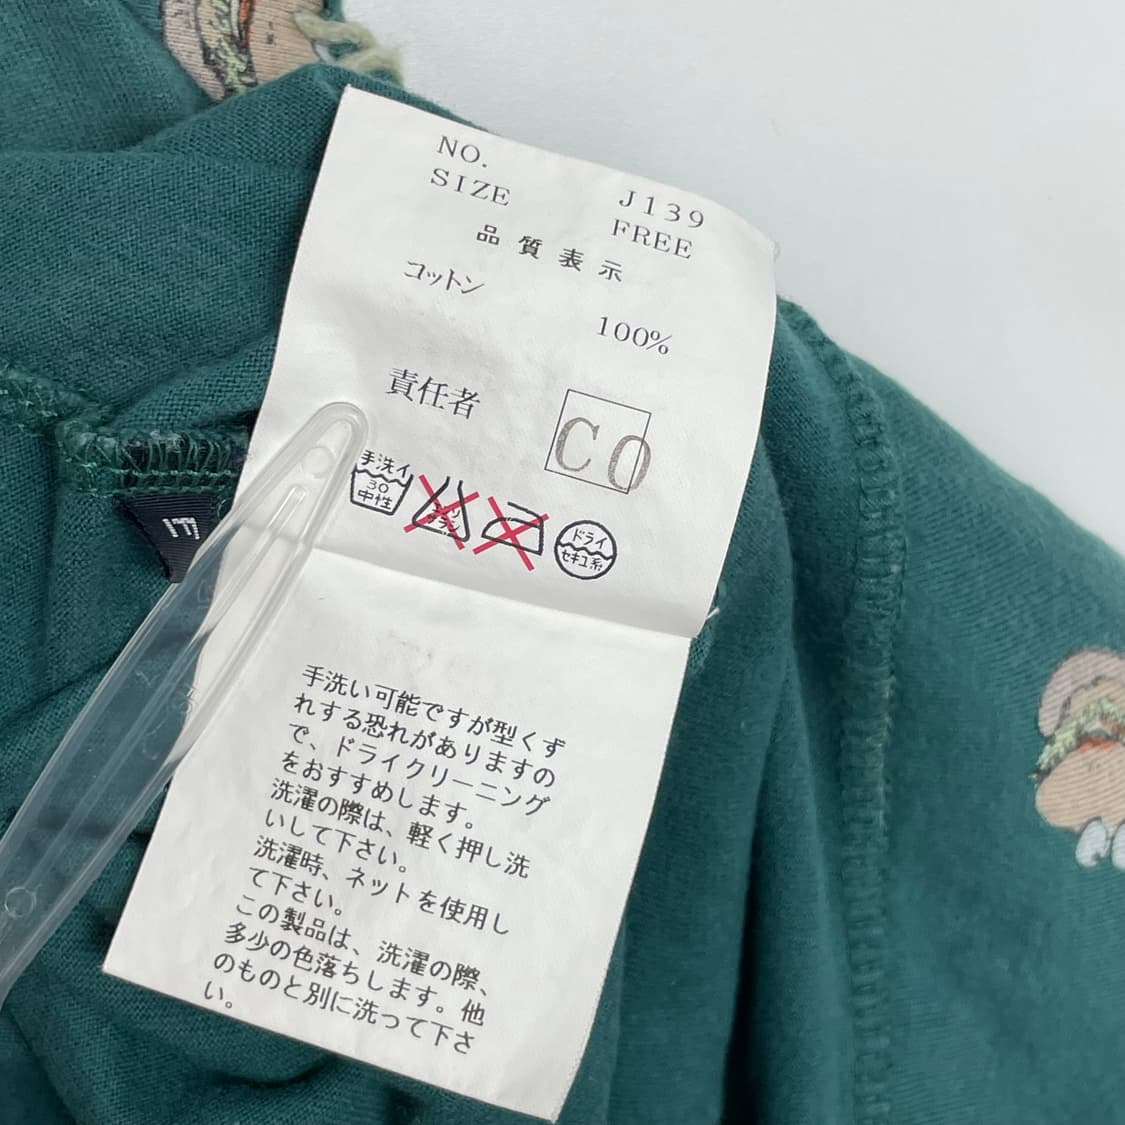 NO. J139
SIZE FREE
品質表示
コットン
100%
責任者 CO
手洗イ
30
中性
エンソ
サラシ
ドライ
セキユ系
手洗い可能ですが型くず
れする恐れがありますの
で、ドライクリーニング
をおすすめします。
洗濯の際は、軽く押し洗
いして下さい。
洗濯時、ネットを使用し
て下さい。
この製品は、洗濯の際、
多少の色落ちします。他
のものと別に洗って下さ
い。